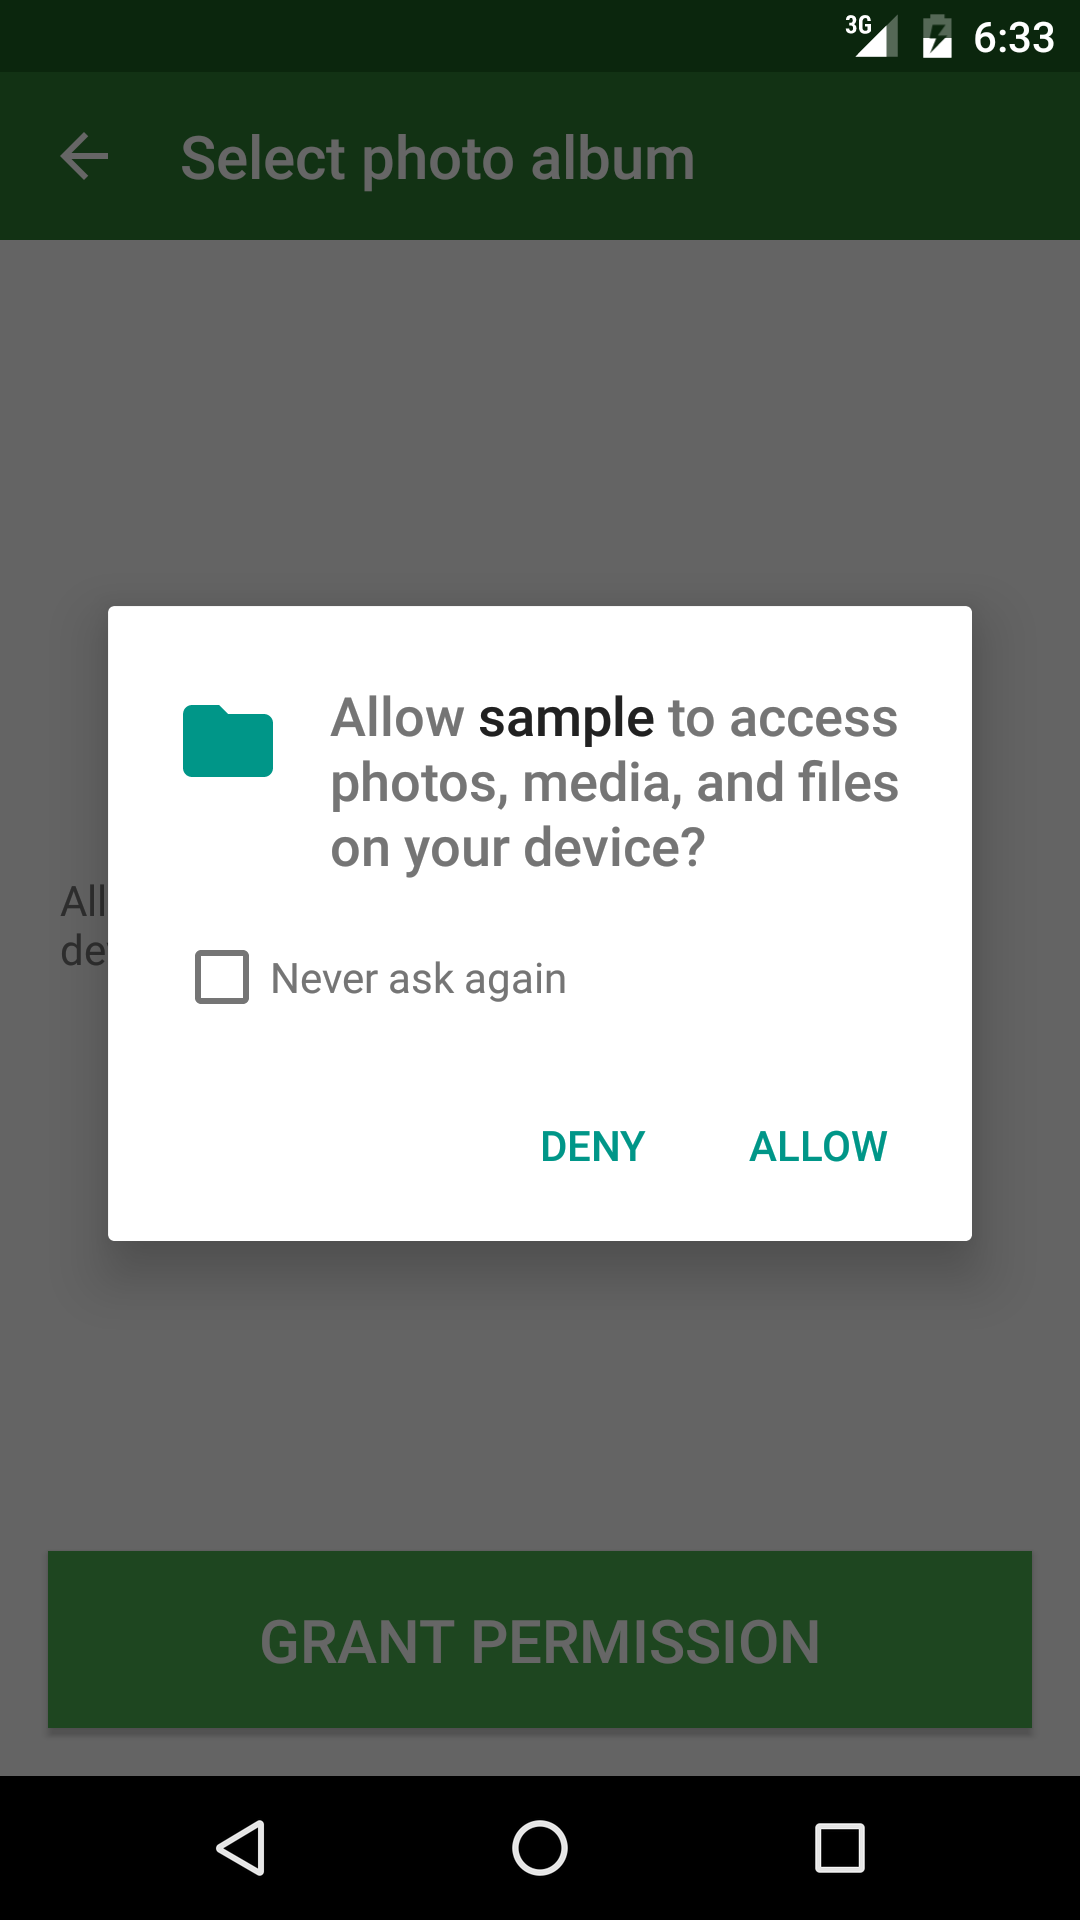 3G 6:33
Select photo album
Allow sample to access
photos, media, and files
on your device?
All
Never ask again
DENY ALLOW
GRANT PERMISSION